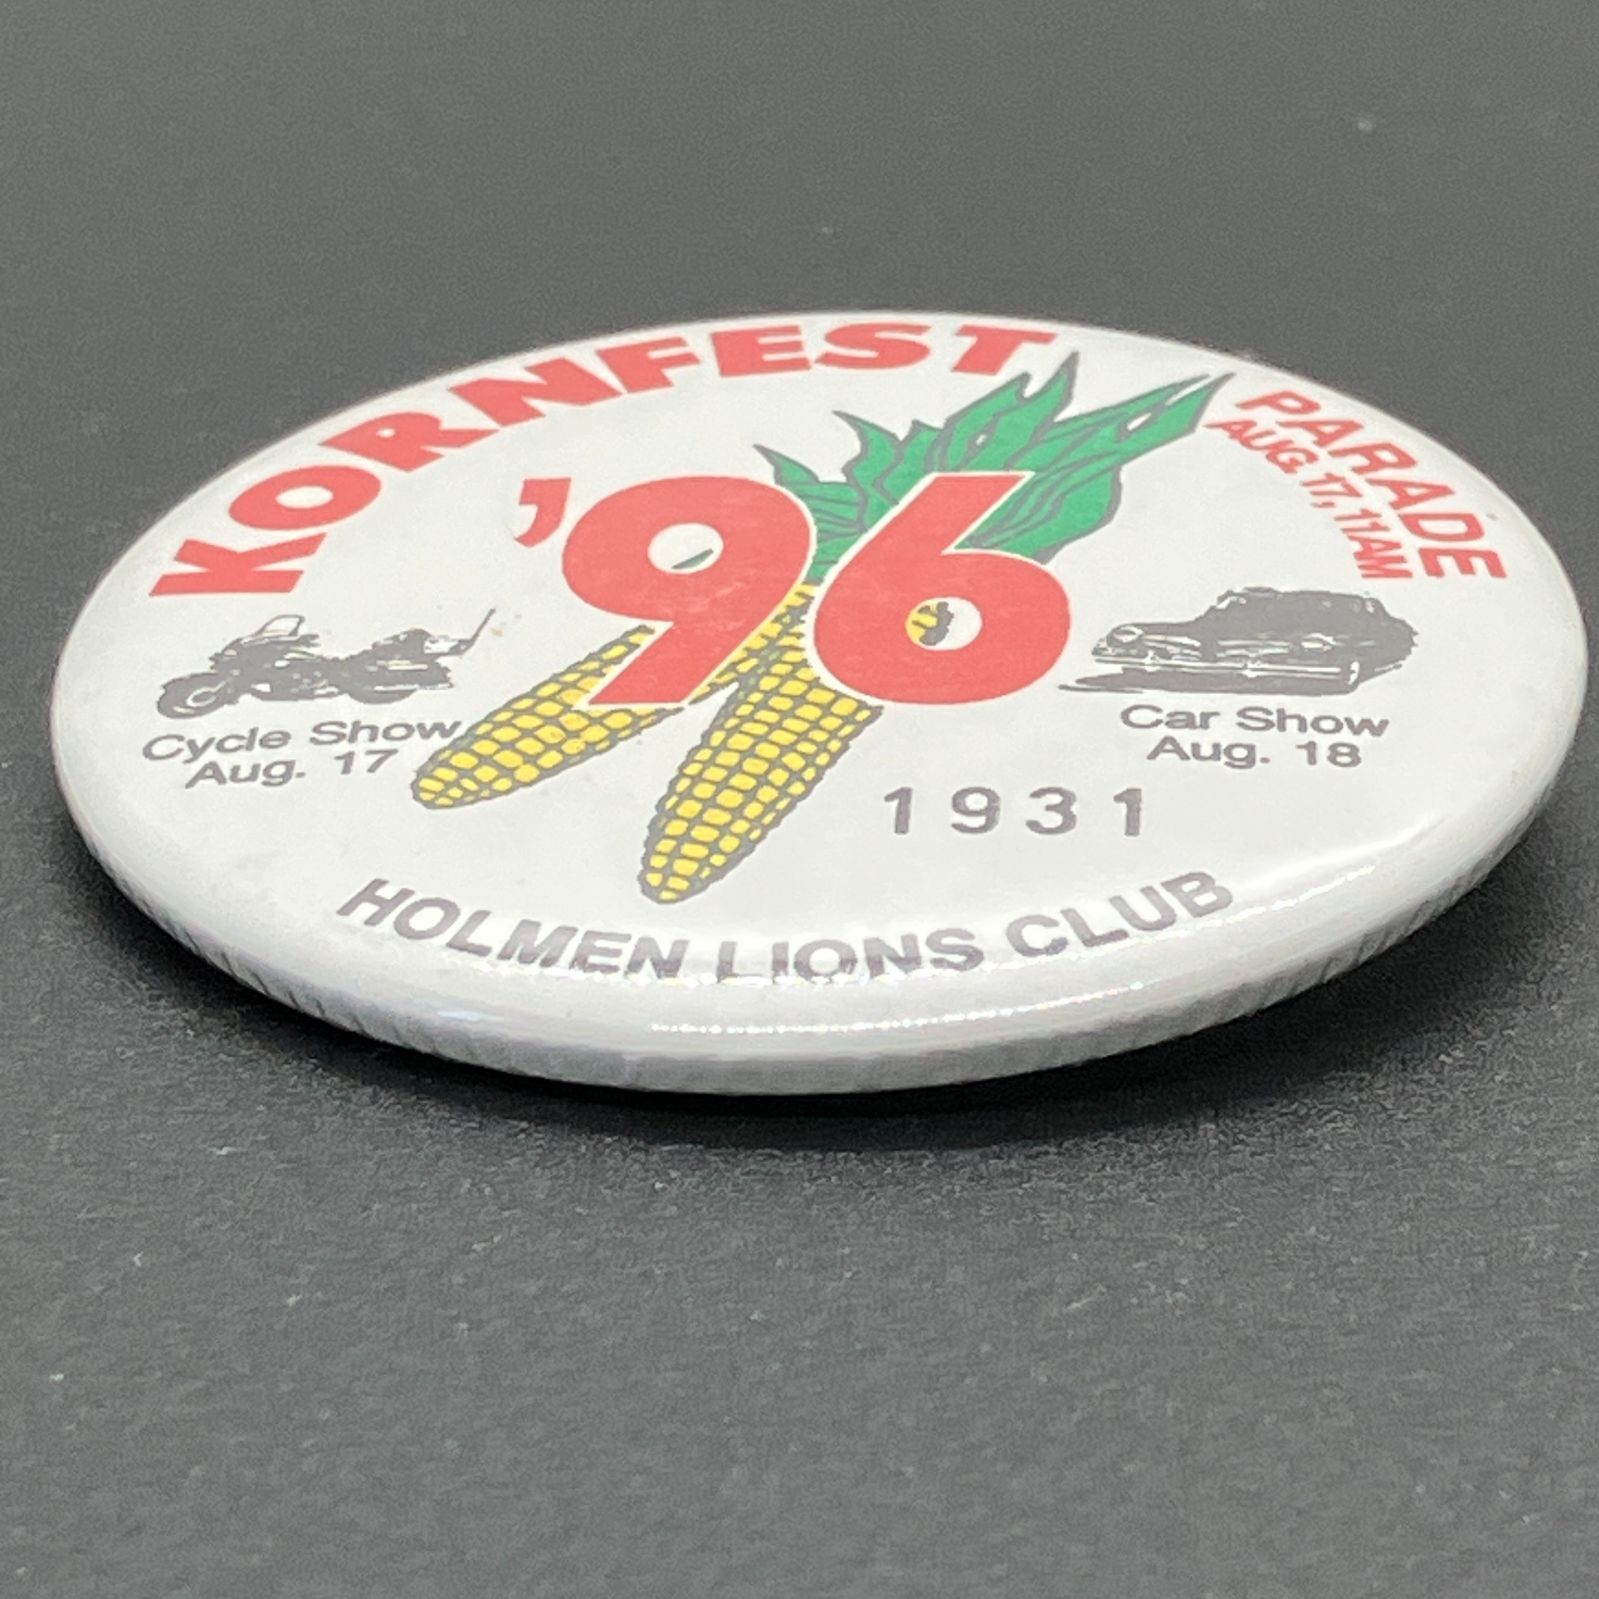 KORNFEST
'96
PARADE
AUG. 17, 11AM
Cycle Show
Aug. 17
Car Show
Aug. 18
1931
HOLMEN LIONS CLUB